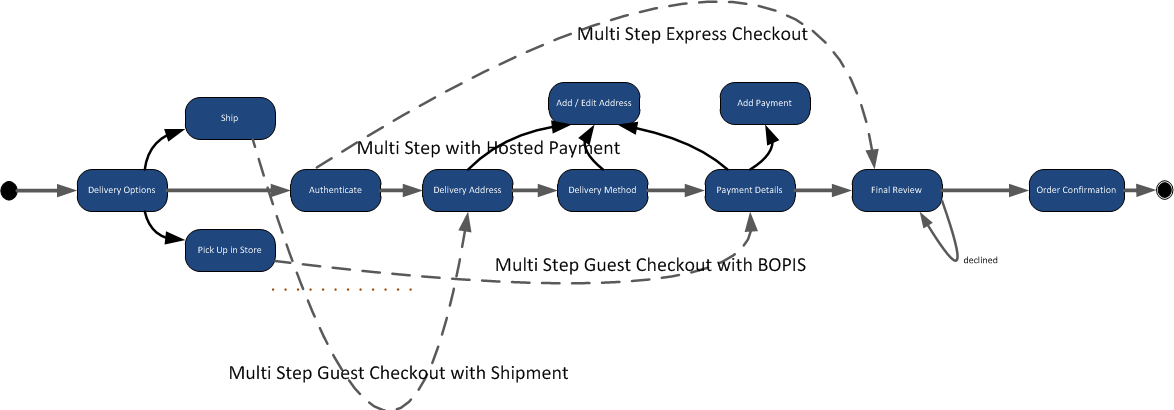 Multi Step Express Checkout
Add / Edit Address
Add Payment
Ship
Multi Step with Hosted Payment
Delivery Options
Authenticate
Delivery Address
Delivery Method
Payment Details
Final Review
Order Confirmation
Pick Up in Store
declined
Multi Step Guest Checkout with BOPIS
Multi Step Guest Checkout with Shipment